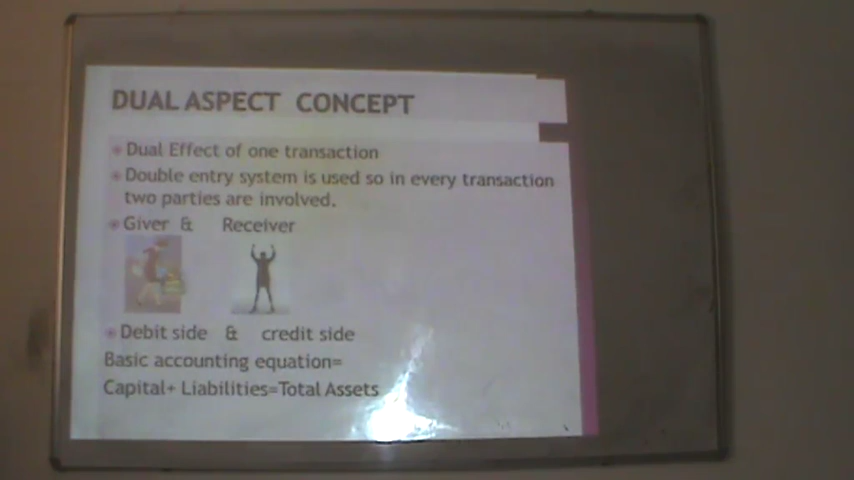 DUAL ASPECT CONCEPT
Dual Effect of one transaction
Double entry system is used so in every transaction
two parties are involved.
Giver & Receiver
Debit side & credit side
Basic accounting equation=
Capital+ Liabilities=Total Assets